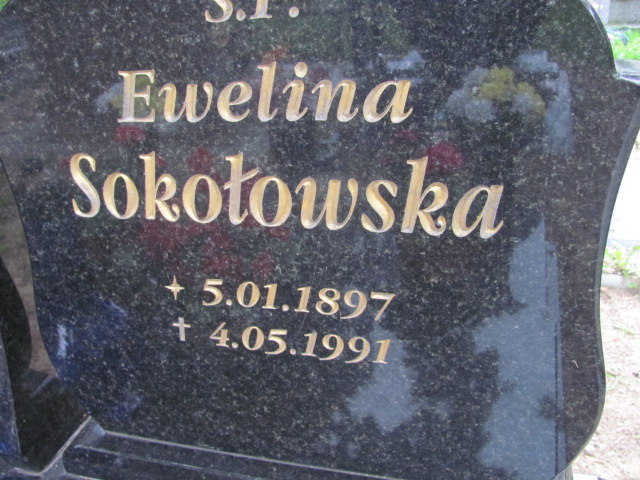 Ś.P.
Ewelina
Sokołowska
5.01.1897
4.05.1991